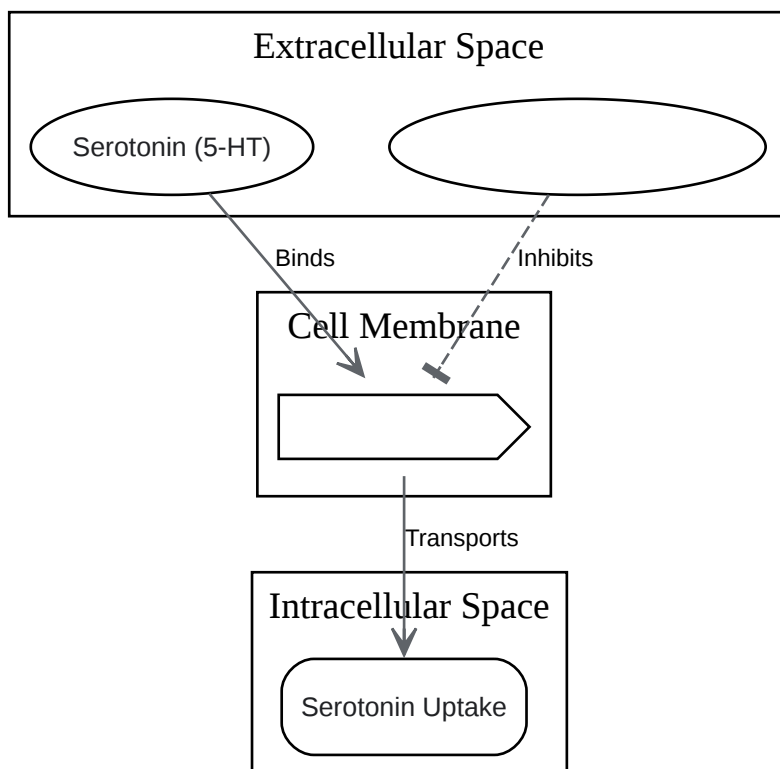 Extracellular Space
Serotonin (5-HT)
Binds
Inhibits
Cell Membrane
Transports
Intracellular Space
Serotonin Uptake